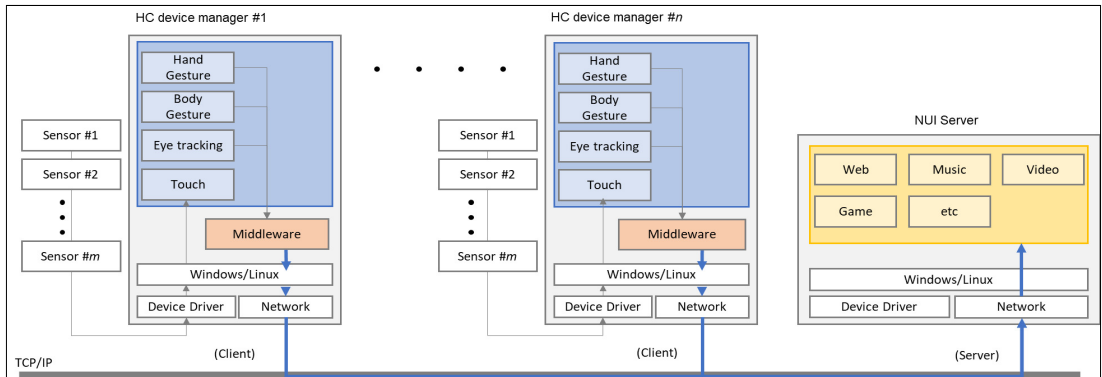 HC device manager #1
HC device manager #n
Hand
Gesture
Body
Gesture
Eye tracking
Touch
Sensor #1
Sensor #2
Sensor #m
Middleware
Windows/Linux
Device Driver
Network
(Client)
Hand
Gesture
Body
Gesture
Eye tracking
Touch
Sensor #1
Sensor #2
Sensor #m
Middleware
Windows/Linux
Device Driver
Network
(Client)
NUI Server
Web
Music
Video
Game
etc
Windows/Linux
Device Driver
Network
(Server)
TCP/IP